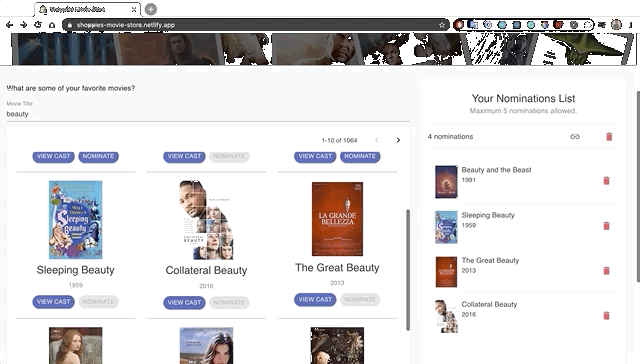 shoppies-movie-store.netlify.app
What are some of your favorite movies?
Movie Title
beauty
1-10 of 1064
VIEW CAST NOMINATE
VIEW CAST NOMINATE
VIEW CAST NOMINATE
WALT DISNEY'S
Sleeping Beauty
LA GRANDE BELLEZZA
Sleeping Beauty
1959
VIEW CAST NOMINATE
Collateral Beauty
2016
VIEW CAST NOMINATE
The Great Beauty
2013
VIEW CAST NOMINATE
Your Nominations List
Maximum 5 nominations allowed.
4 nominations
Beauty and the Beast
1991
Sleeping Beauty
1959
The Great Beauty
2013
Collateral Beauty
2016